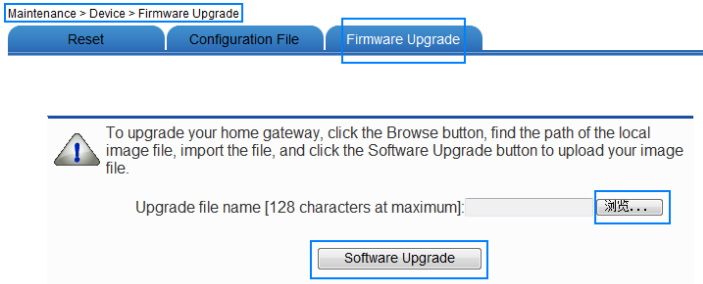 Maintenance > Device > Firmware Upgrade
Reset Configuration File Firmware Upgrade
To upgrade your home gateway, click the Browse button, find the path of the local
image file, import the file, and click the Software Upgrade button to upload your image
file.
Upgrade file name [128 characters at maximum]: 浏览...
Software Upgrade